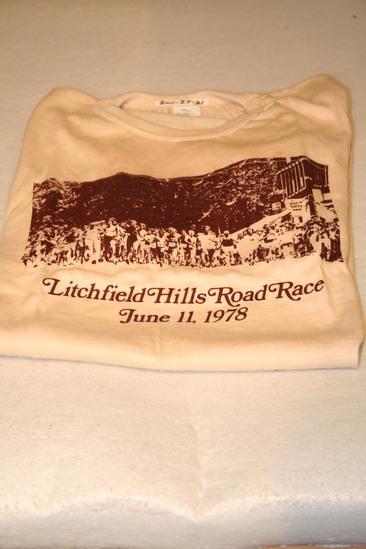 Litchfield Hills Road Race
June 11, 1978